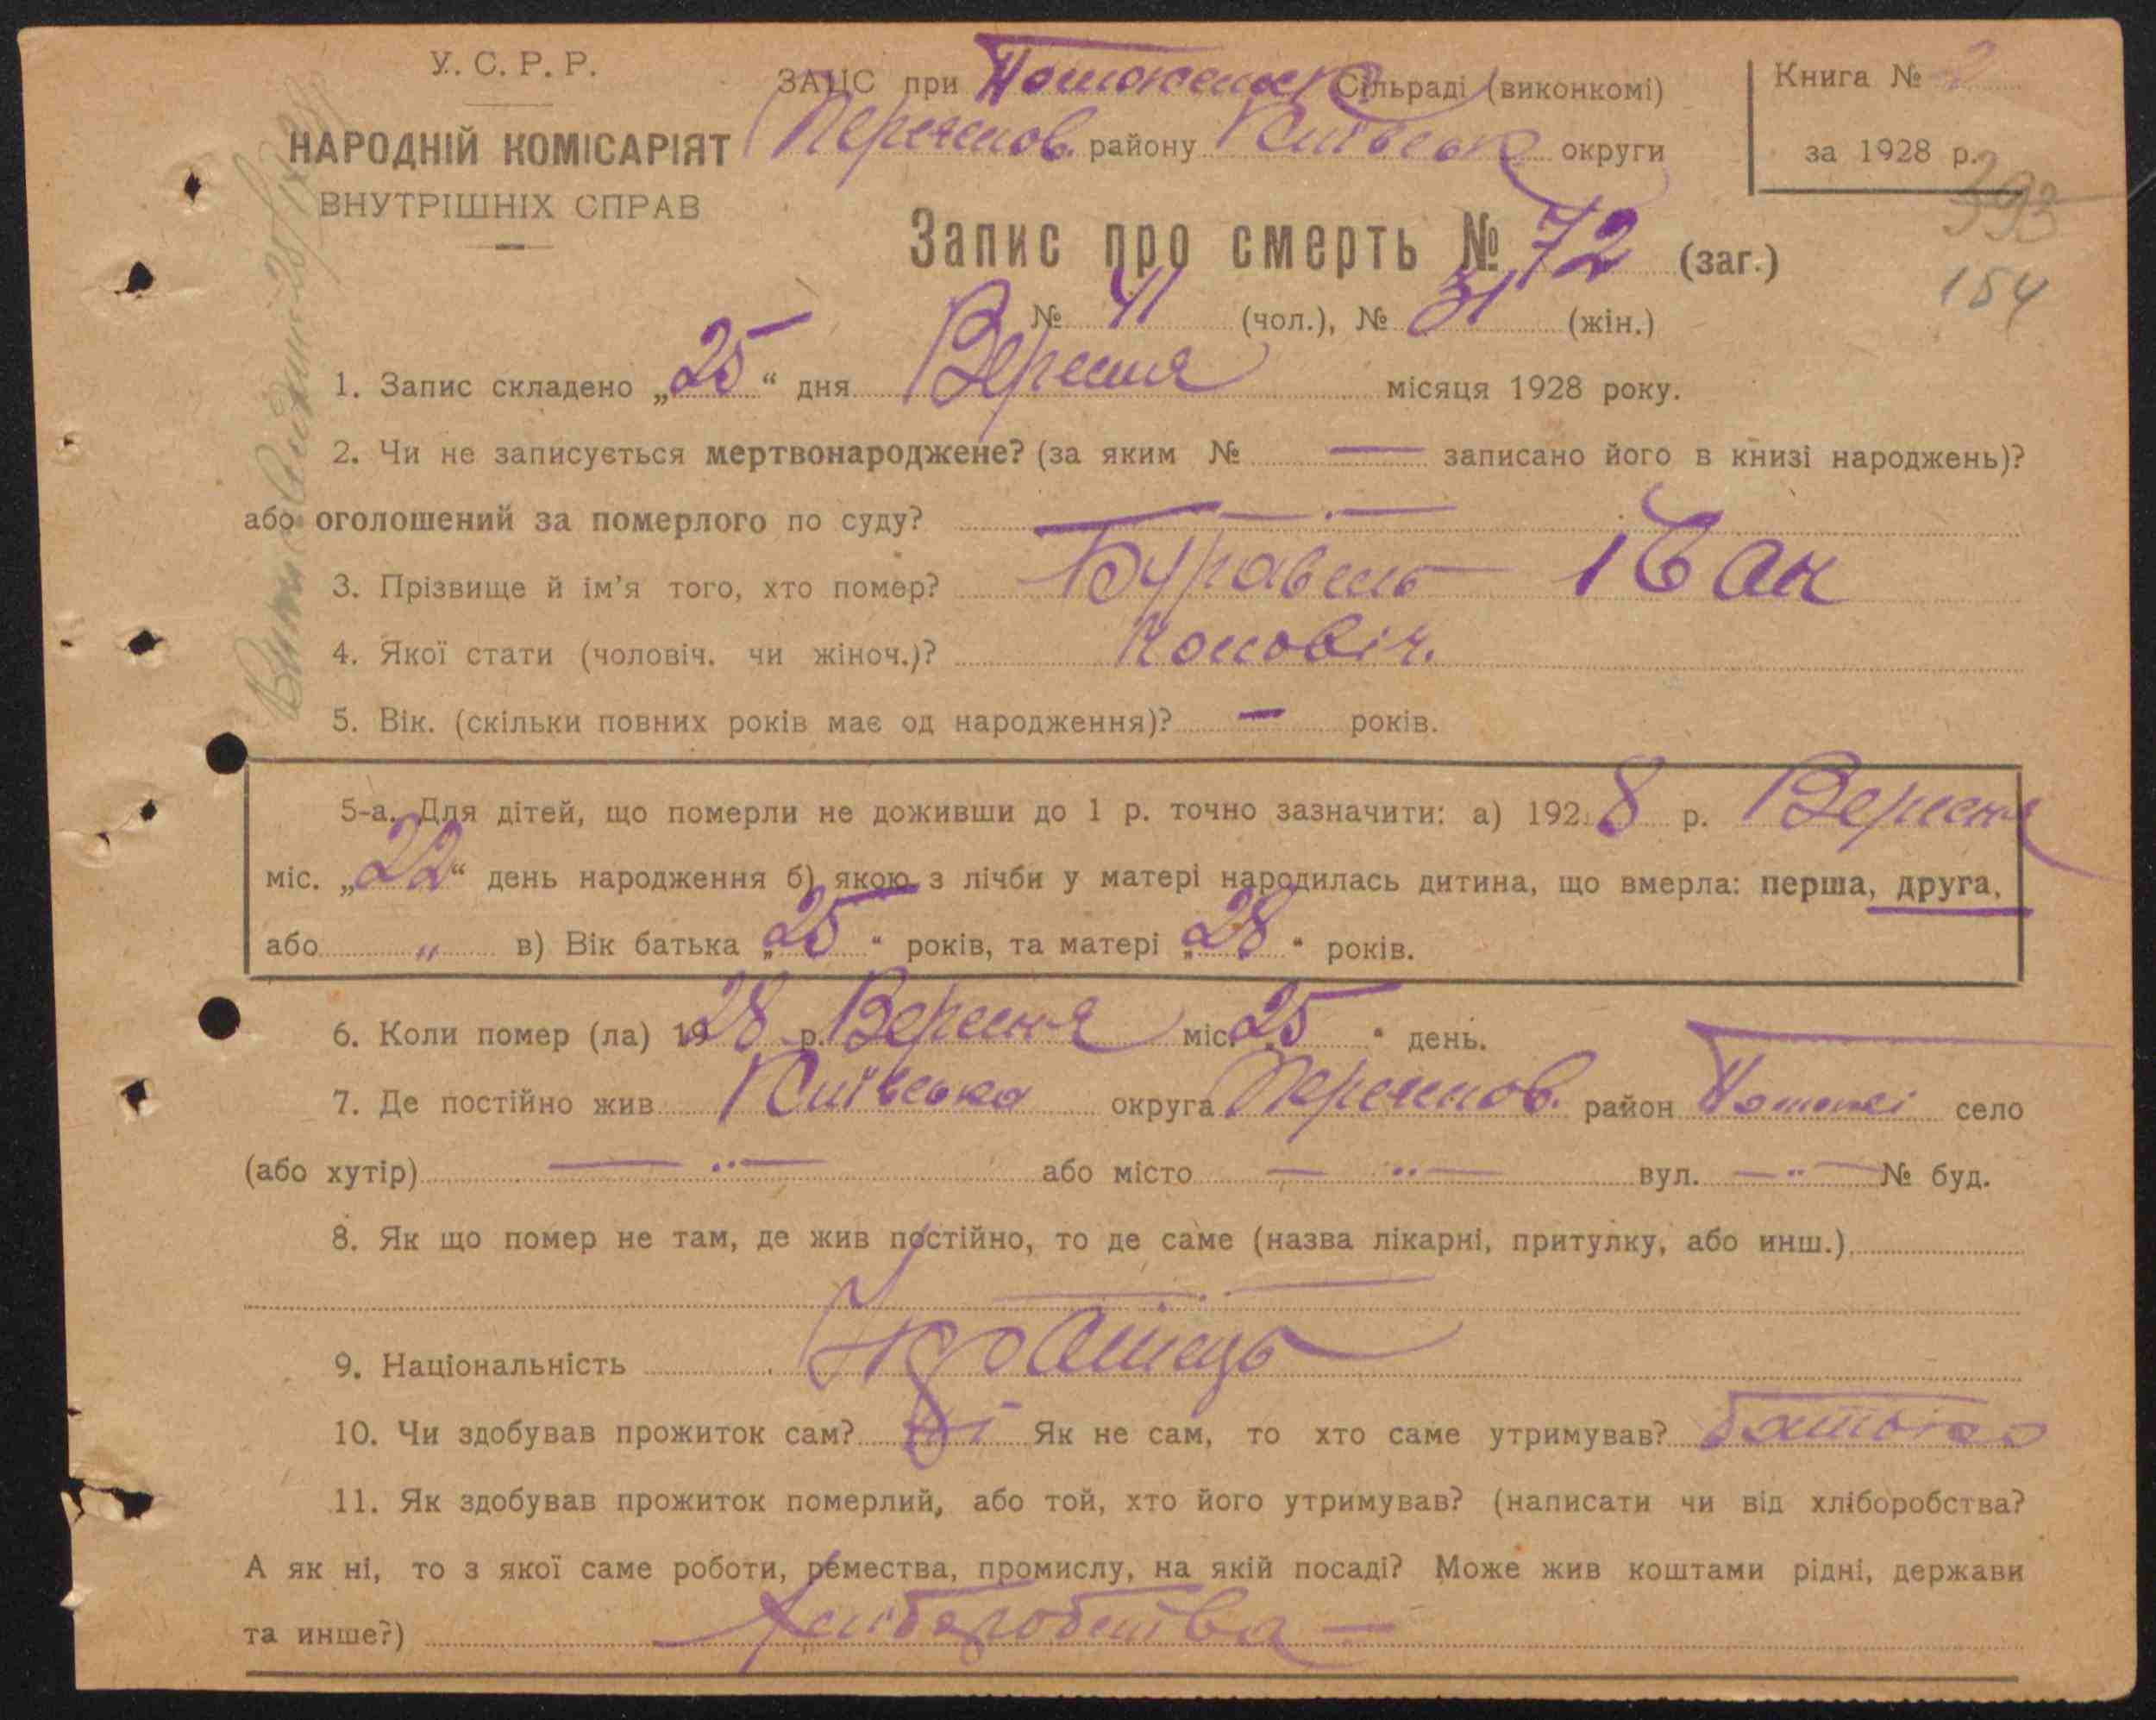 У. С. Р. Р.
НАРОДНІЙ КОМІСАРІЯТ
ВНУТРІШНІХ СПРАВ
ЗАЦС при Сільраді (виконкомі)
району Київськ округи
Книга № 2
за 1928 р.
393
154
Запис про смерть № 72 (заг.)
№ 41 (чол.), № 31 (жін.)
1. Запис складено „25“ дня Вересня місяця 1928 року.
2. Чи не записується мертвонароджене? (за яким № — записано його в книзі народжень)?
або оголошений за померлого по суду? — . —
3. Прізвище й ім'я того, хто помер? Буравель Іван
4. Якої стати (чоловіч. чи жіноч.)? Чоловіч.
5. Вік. (скільки повних років має од народження)? — років.
5-а. Для дітей, що померли не доживши до 1 р. точно зазначити: а) 1928 р. Вересня
міс. „22“ день народження б) якою з лічби у матері народилась дитина, що вмерла: перша, друга,
або „ в) Вік батька „25“ років, та матері „28“ років.
6. Коли помер (ла) 1928 р. Вересня міс. „25“ день.
7. Де постійно жив Київська округа район село
(або хутір) — „ — або місто — „ — вул. — „ — № буд.
8. Як що помер не там, де жив постійно, то де саме (назва лікарні, притулку, або инш.)
— . —
9. Національність Українець
10. Чи здобував прожиток сам? Ні Як не сам, то хто саме утримував? батько
11. Як здобував прожиток померлий, або той, хто його утримував? (написати чи від хліборобства?
А як ні, то з якої саме роботи, ремества, промислу, на якій посаді? Може жив коштами рідні, держави
та инше?) Хліборобства —